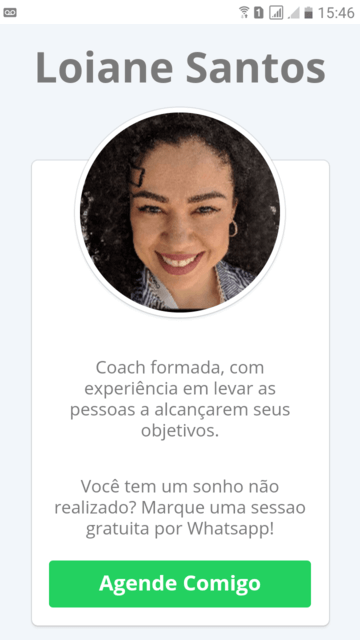 15:46
Loiane Santos
Coach formada, com
experiência em levar as
pessoas a alcançarem seus
objetivos.
Você tem um sonho não
realizado? Marque uma sessao
gratuita por Whatsapp!
Agende Comigo